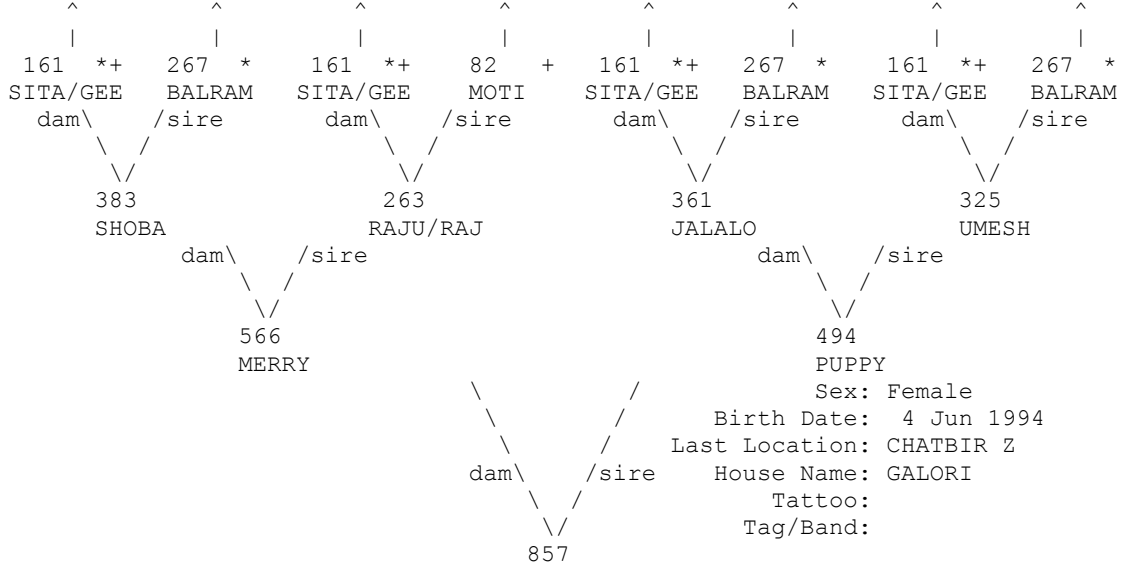 ^ ^ ^ ^ ^ ^ ^ ^
| | | | | | | |
161 *+ 267 * 161 *+ 82 + 161 *+ 267 * 161 *+ 267 *
SITA/GEE BALRAM SITA/GEE MOTI SITA/GEE BALRAM SITA/GEE BALRAM
dam\ /sire dam\ /sire dam\ /sire dam\ /sire
\ / \ / \ / \ /
\/ \/ \/ \/
383 263 361 325
SHOBA RAJU/RAJ JALALO UMESH
dam\ /sire dam\ /sire
\ / \ /
\/ \/
566 494
MERRY PUPPY
\ / Sex: Female
\ / Birth Date: 4 Jun 1994
\ / Last Location: CHATBIR Z
dam\ /sire House Name: GALORI
\ / Tattoo:
\/ Tag/Band:
857